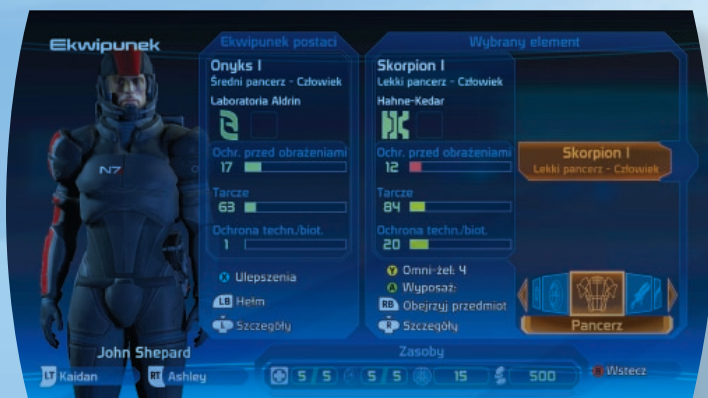 Ekwipunek
Ekwipunek postaci
Onyks I
Średni pancerz - Człowiek
Laboratoria Aldrin
Ochr. przed obrażeniami
17
Tarcze
63
Ochrona techn./biot.
1
X Ulepszenia
LB Hełm
L Szczegóły
Wybrany element
Skorpion I
Lekki pancerz - Człowiek
Hahne-Kedar
Ochr. przed obrażeniami
12
Tarcze
84
Ochrona techn./biot.
20
Y Omni-żel: 4
A Wyposaż:
RB Obejrzyj przedmiot
R Szczegóły
Skorpion I
Lekki pancerz - Człowiek
Pancerz
N7
John Shepard
LT Kaidan
RT Ashley
Zasoby
5/5 5/5 15 500
B Wstecz